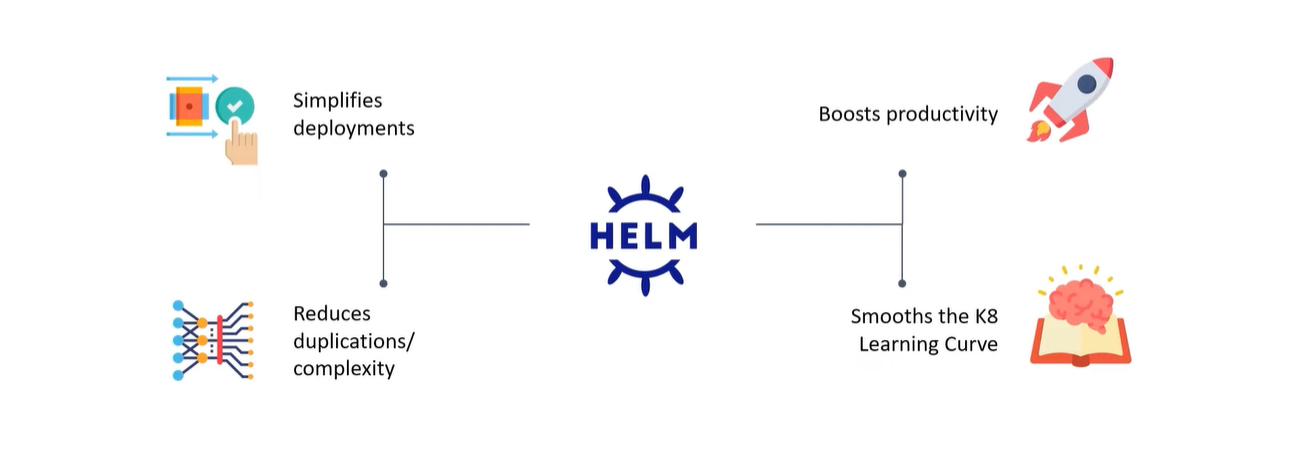 Simplifies
deployments
Boosts productivity
HELM
Reduces
duplications/
complexity
Smooths the K8
Learning Curve